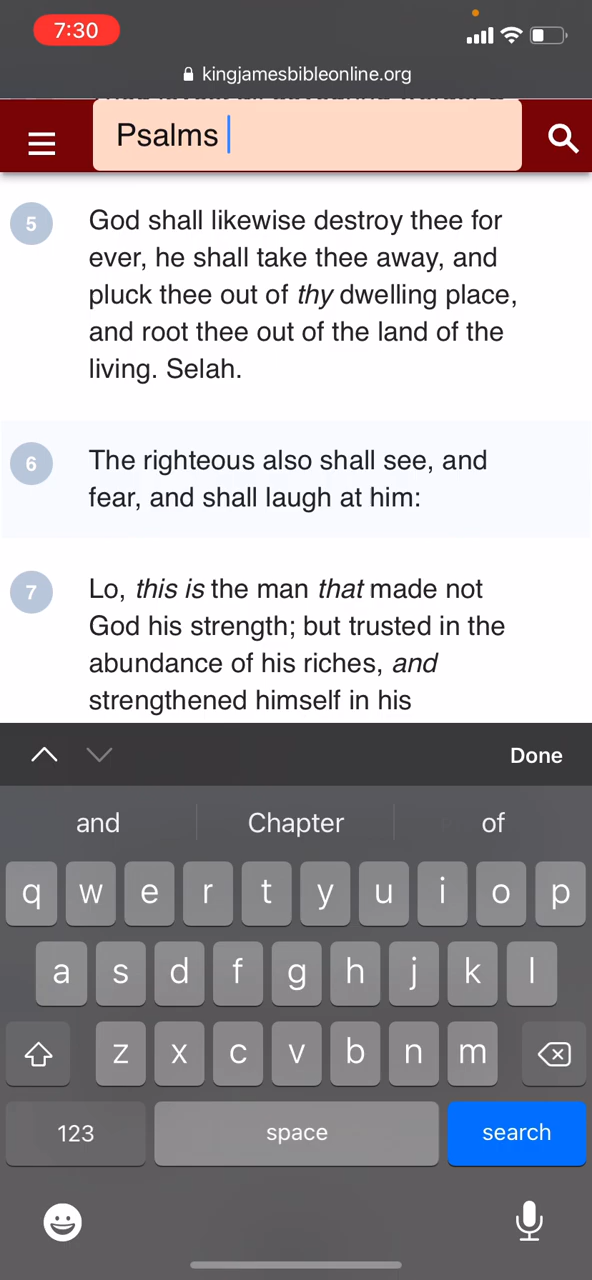 7:30
kingjamesbibleonline.org
Psalms
5
God shall likewise destroy thee for
ever, he shall take thee away, and
pluck thee out of thy dwelling place,
and root thee out of the land of the
living. Selah.
6
The righteous also shall see, and
fear, and shall laugh at him:
7
Lo, this is the man that made not
God his strength; but trusted in the
abundance of his riches, and
strengthened himself in his
Done
and Chapter of
q w e r t y u i o p
a s d f g h j k l
z x c v b n m
123 space search